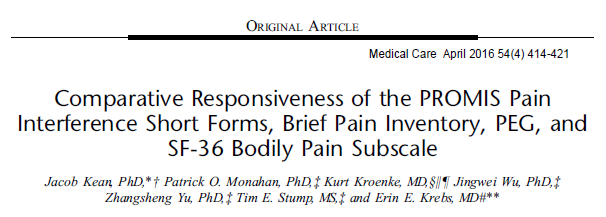 ORIGINAL ARTICLE
Medical Care April 2016 54(4) 414-421
Comparative Responsiveness of the PROMIS Pain
Interference Short Forms, Brief Pain Inventory, PEG, and
SF-36 Bodily Pain Subscale
Jacob Kean, PhD,*† Patrick O. Monahan, PhD,‡ Kurt Kroenke, MD,§∥¶ Jingwei Wu, PhD,‡
Zhangsheng Yu, PhD,‡ Tim E. Stump, MS,‡ and Erin E. Krebs, MD#**